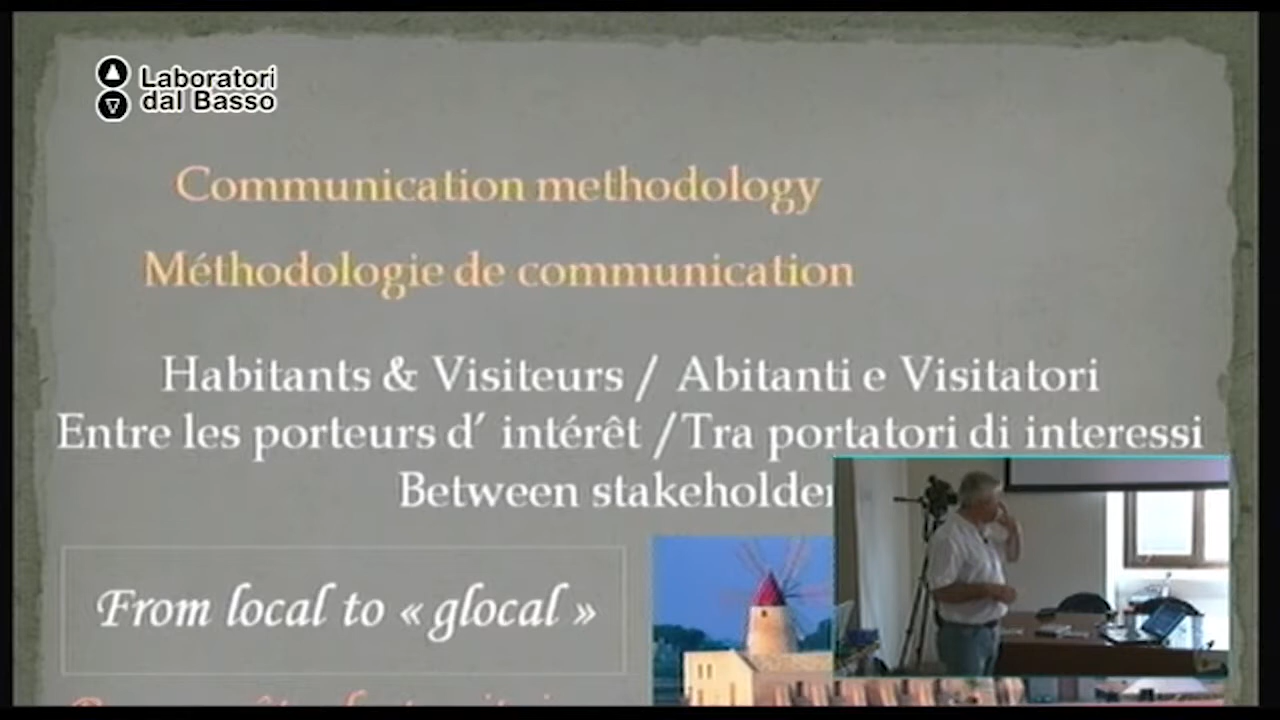 Laboratori
dal Basso
Communication methodology
Méthodologie de communication
Habitants & Visiteurs / Abitanti e Visitatori
Entre les porteurs d’ intérêt /Tra portatori di interessi
Between stakeholder
From local to « glocal »